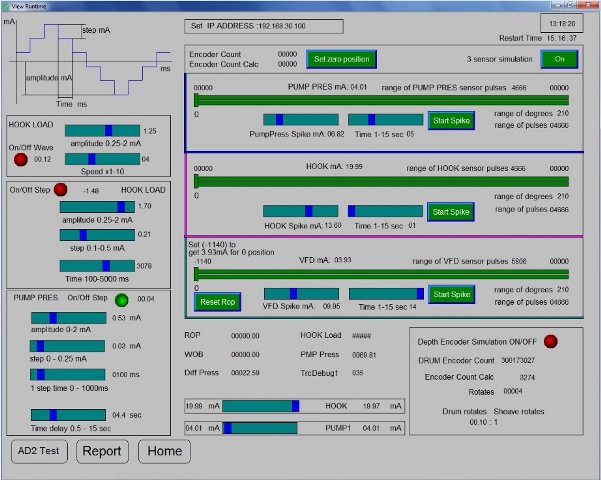 View Runtime
mA
step mA
amplitude mA
ms
Time ms
Set IP ADDRESS :192.168.30.100
13:18:20
Restart Time 15:16:37
Encoder Count 00000
Encoder Count Calc 00000
Set zero position
3 sensor simulation
On
00000
PUMP PRES mA: 04.01
range of PUMP PRES sensor pulses 4666
00000
0
PumpPress Spike mA: 06.82
Time 1-15 sec 05
Start Spike
range of degrees 210
range of pulses 04666
00000
HOOK mA: 19.99
range of HOOK sensor pulses 4666
00000
0
HOOK Spike mA: 13.60
Time 1-15 sec 01
Start Spike
range of degrees 210
range of pulses 04666
Set (-1140) to
get 3.93mA for 0 position
-1140
VFD mA: 03.93
range of VFD sensor pulses 5806
00000
0
Reset Rop
VFD Spike mA: 09.95
Time 1-15 sec 14
Start Spike
range of degrees 210
range of pulses 04666
HOOK LOAD
1.25
amplitude 0.25-2 mA
On/Off Wave
00.12
04
Speed x1-10
On/Off Step
-1.48
HOOK LOAD
1.70
amplitude 0.25-2 mA
0.21
step 0.1-0.5 mA
3078
Time 100-5000 ms
PUMP PRES
On/Off Step
00.04
0.53 mA
amplitude 0-2 mA
0.03 mA
step 0 - 0.25 mA
0100 ms
1 step time 0 - 1000ms
04.4 sec
Time delay 0.5 - 15 sec
ROP 00000.00
HOOK Load #####
WOB 00000.00
PMP Press 0069.81
Diff Press 00022.59
TrcDebug1 035
19.99 mA
HOOK 19.97 mA
04.01 mA
PUMP1 04.01 mA
Depth Encoder Simulation ON/OFF
DRUM Encoder Count 306173027
Encoder Count Calc 3274
Rotates 00004
Drum rotates : Sheave rotates
00.10 : 1
AD2 Test
Report
Home